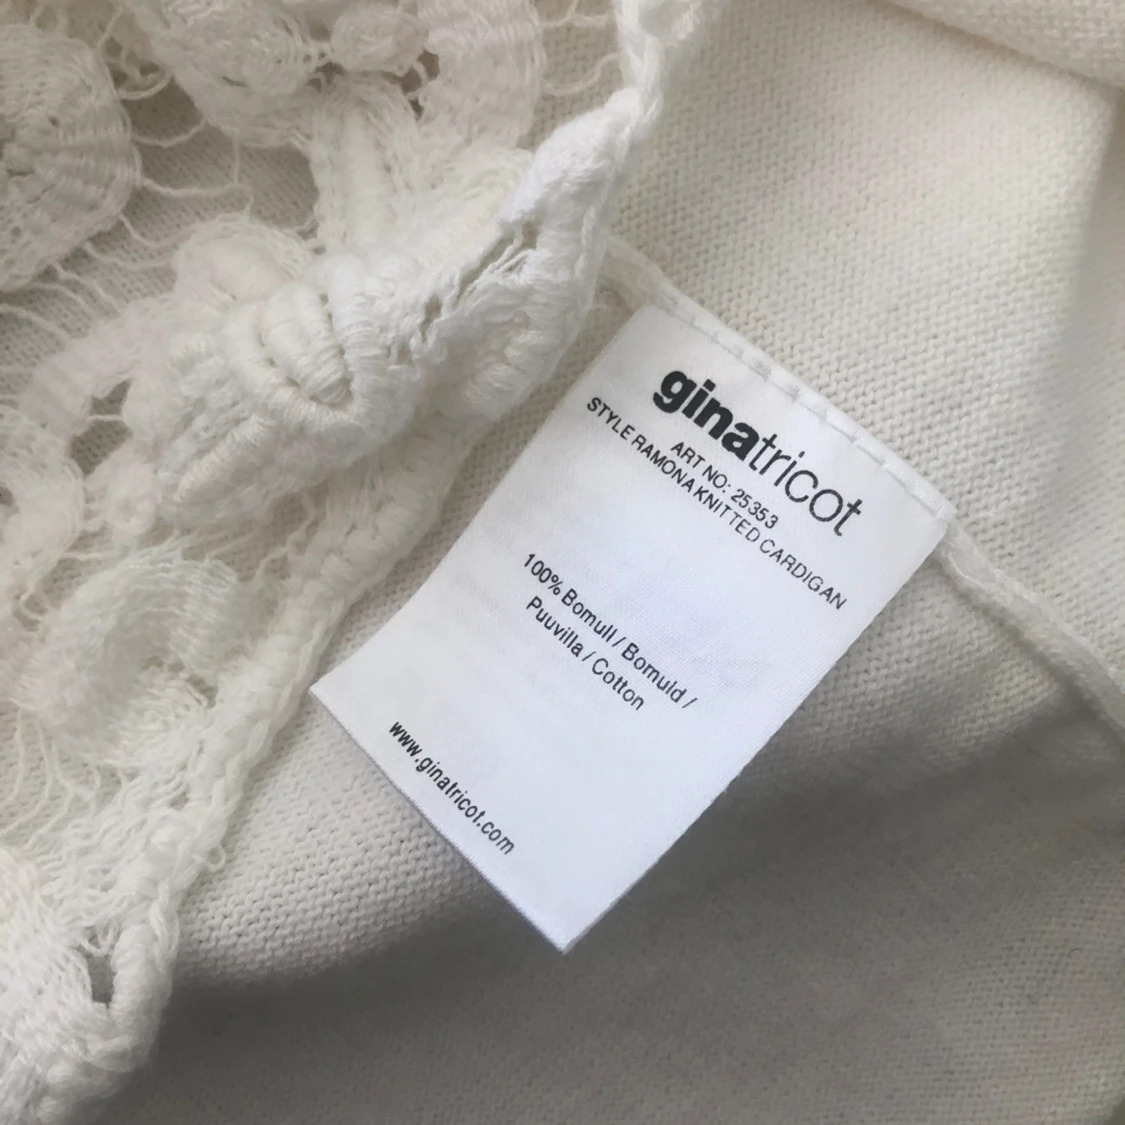 ginatricot
ART NO: 25353
STYLE RAMONA KNITTED CARDIGAN
100% Bomull / Bomuld /
Puuvilla / Cotton
www.ginatricot.com